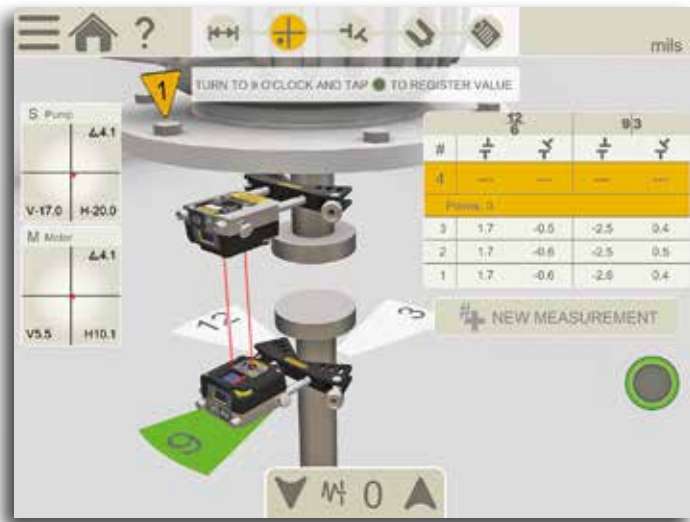 ?
mils
TURN TO 9 O'CLOCK AND TAP ● TO REGISTER VALUE
1
S Pump
4.1
V-17.0 H-20.0
M Motor
4.1
V5.5 H10.1
12
6
9 3
#
4 --- --- --- ---
3 1.7 -0.5 -2.5 0.4
2 1.7 -0.6 -2.5 0.5
1 1.7 -0.6 -2.6 0.4
NEW MEASUREMENT
12
3
9
0